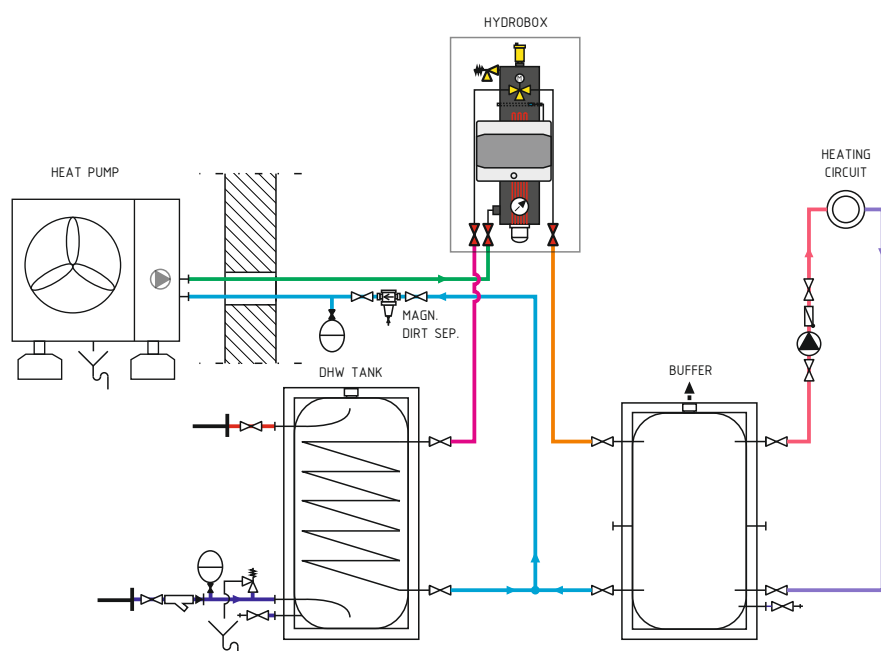 HYDROBOX
HEAT PUMP
HEATING
CIRCUIT
MAGN.
DIRT SEP.
DHW TANK
BUFFER